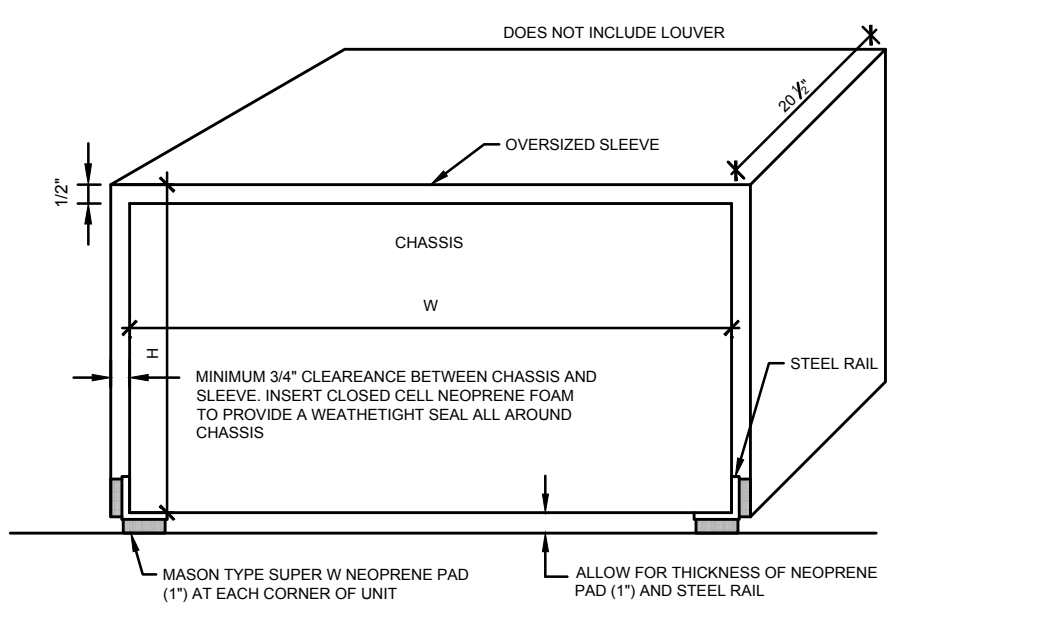 DOES NOT INCLUDE LOUVER
20 ½"
OVERSIZED SLEEVE
1/2"
CHASSIS
W
H
STEEL RAIL
MINIMUM 3/4" CLEAREANCE BETWEEN CHASSIS AND
SLEEVE. INSERT CLOSED CELL NEOPRENE FOAM
TO PROVIDE A WEATHETIGHT SEAL ALL AROUND
CHASSIS
MASON TYPE SUPER W NEOPRENE PAD
(1") AT EACH CORNER OF UNIT
ALLOW FOR THICKNESS OF NEOPRENE
PAD (1") AND STEEL RAIL